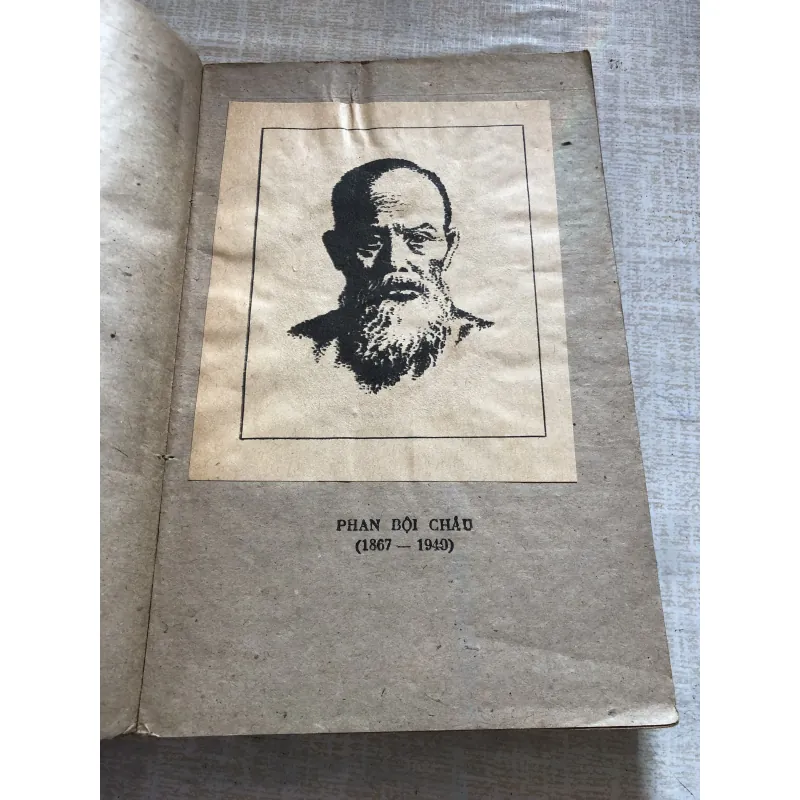 PHAN BỘI CHÂU
(1867 — 1940)